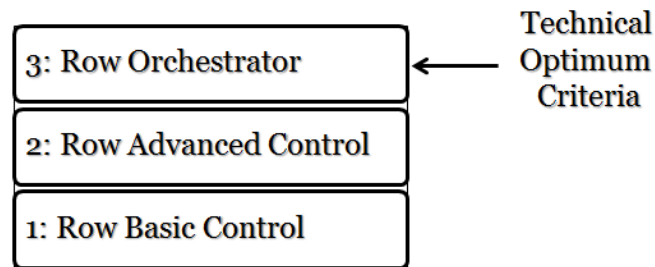 Technical
Optimum
Criteria
3: Row Orchestrator
2: Row Advanced Control
1: Row Basic Control